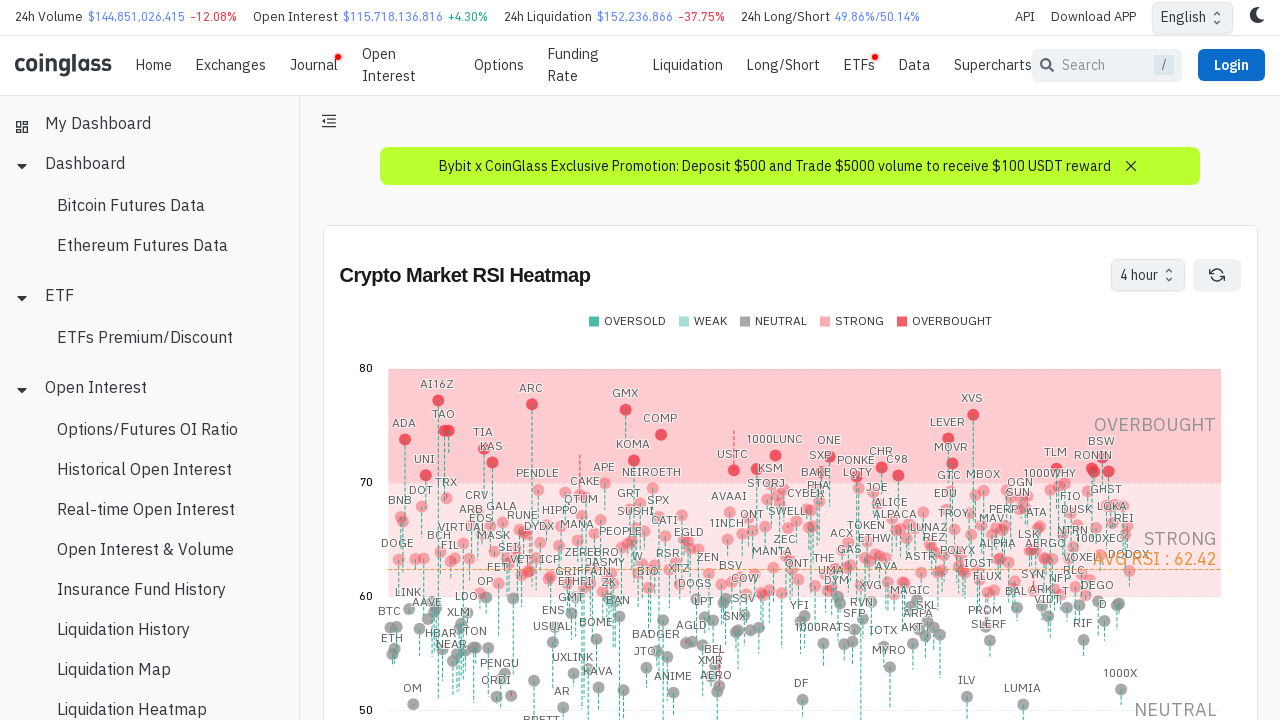 24h Volume $144,851,026,415 -12.08% Open Interest $115,718,136,816 +4.30% 24h Liquidation $152,236,866 -37.75% 24h Long/Short 49.86%/50.14% API Download APP English
coinglass Home Exchanges Journal Open Interest Options Funding Rate Liquidation Long/Short ETFs Data Supercharts Search / Login
My Dashboard
Dashboard
Bitcoin Futures Data
Ethereum Futures Data
ETF
ETFs Premium/Discount
Open Interest
Options/Futures OI Ratio
Historical Open Interest
Real-time Open Interest
Open Interest & Volume
Insurance Fund History
Liquidation History
Liquidation Map
Liquidation Heatmap
Bybit x CoinGlass Exclusive Promotion: Deposit $500 and Trade $5000 volume to receive $100 USDT reward
Crypto Market RSI Heatmap
4 hour
OVERSOLD WEAK NEUTRAL STRONG OVERBOUGHT
80
AI16Z ARC GMX XVS
ADA TAO COMP LEVER OVERBOUGHT
TIA KAS KOMA 1000LUNC ONE MOVR BSW
UNI USTC SXP CHR TLM RONIN
PENDLE APE NEIROETH KSM PONKE C98
70
TRX CAKE STORJ BAKE LQTY GTC MBOX 1000WHY
DOT CRV OTUM GRT SPX AVAAI CYBER PHA JOE EDU OGN SUN FIO GHST
BNB ARB GALA HIPPO SUSHI ONT SWELL ALICE ALPACA TROY PERP ATA DUSK LOKA
EOS RUNE MANA CATI 1INCH TOKEN LUNAZ MAV REI
VIRTUAL DYDX PEOPLE EGLD ACX REZ LSK NTRN
DOGE BCH MASK ZEC ETHW ALPHA AERGO 1000XEC STRONG
FIL SEI ZEREBRO RSR MANTA GAS POLYX VOXEL DODOX
VET ICP JASMY W ZEN THE ASTR IOST AVG RSI : 62.42
FET GRIFFAIN BIO XTZ BSV ONT UMA AVA FLUX SYN RLC
OP ETHFI ZK DOGS COW DYM XVG NFP DEGO
60
LINK LDO GMT BAN LPT SSV MAGIC BAL ARK
BTC AAVE XLM ENS YFI RVN SKL PROM VIDT D
USUAL BOME SNX SFP ARPA SLERF RIF
ETH HBAR TON BADGER AGLD 1000RATS IOTX AKT
NEAR JTO BEL MYRO
PENGU UXLINK XMR
ORDI KAVA ANIME AERO ILV 1000X
OM AR DF LUMIA
50
BRETT NEUTRAL